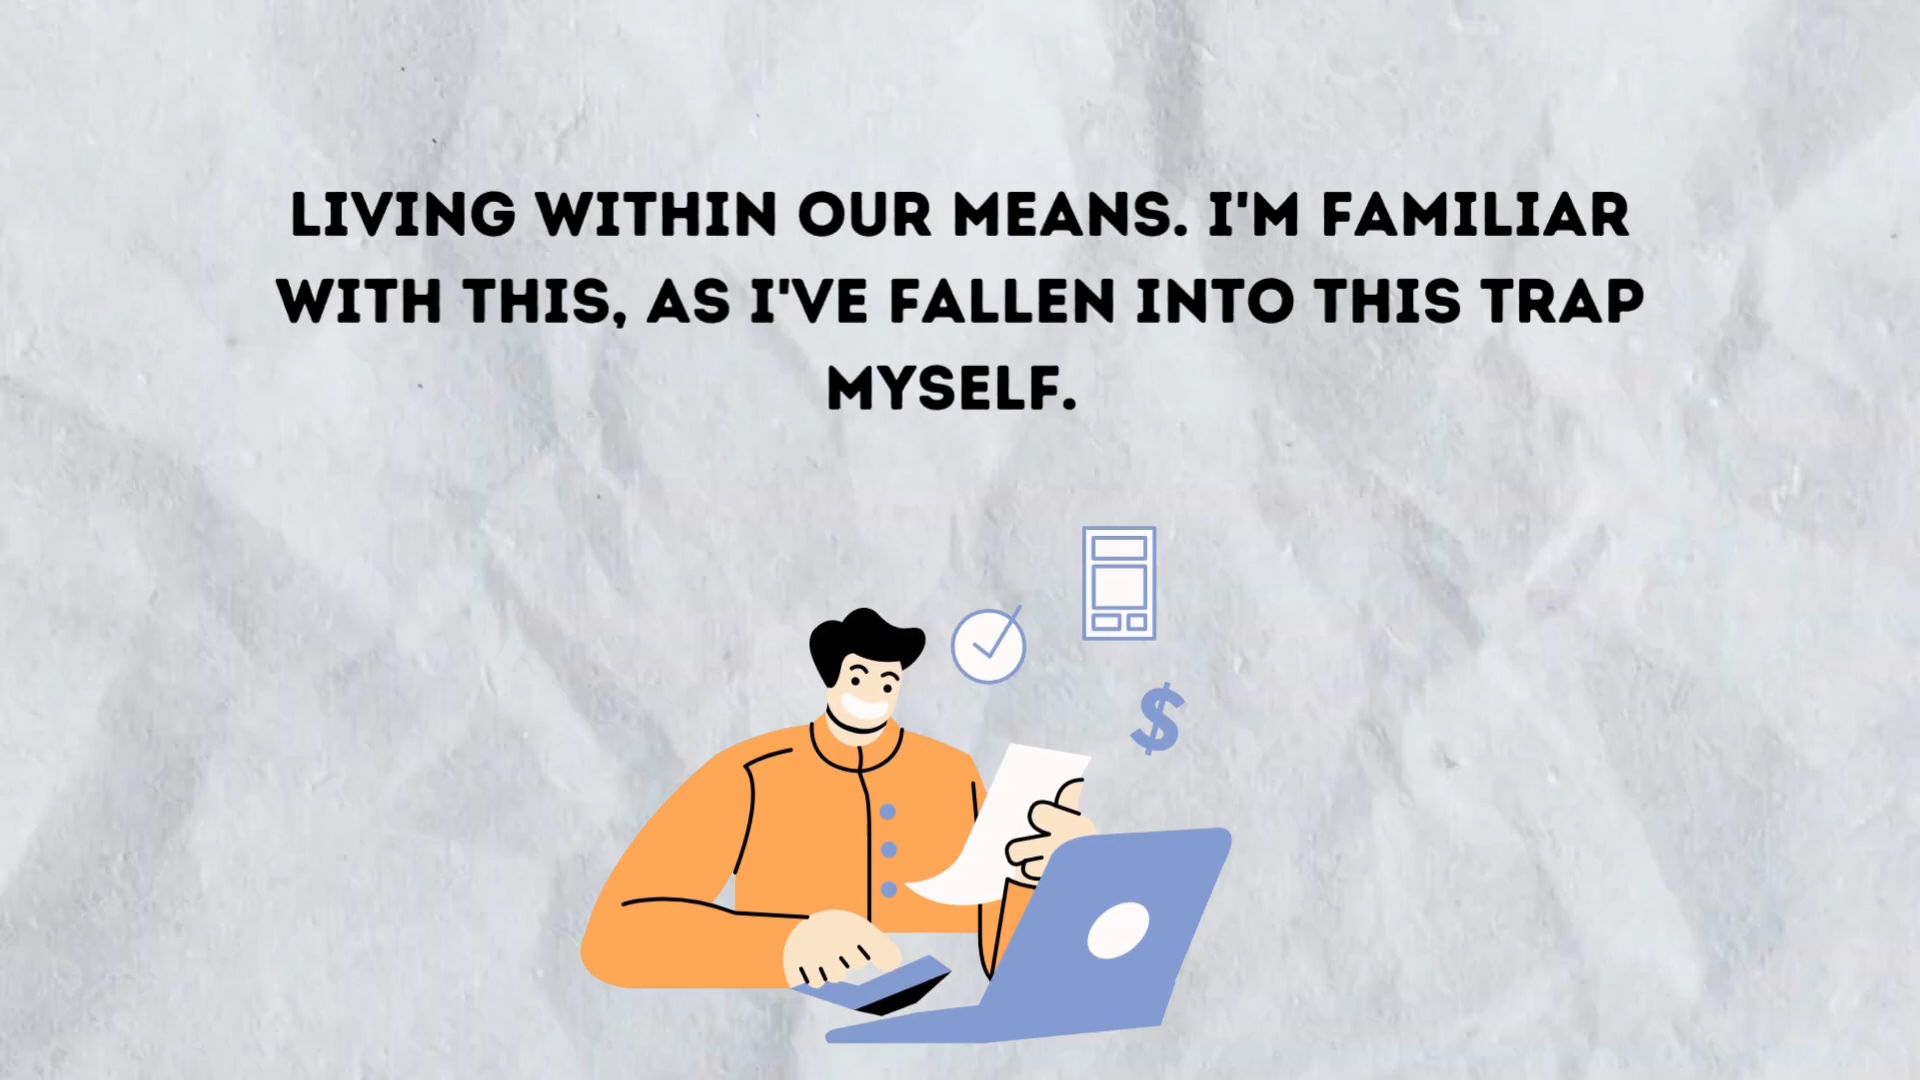 LIVING WITHIN OUR MEANS. I'M FAMILIAR
WITH THIS, AS I'VE FALLEN INTO THIS TRAP
MYSELF.
$